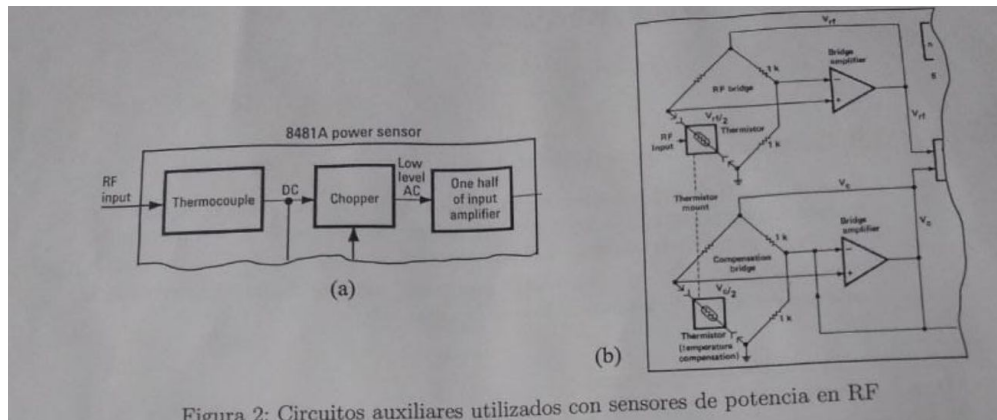 8481A power sensor
RF
input
Thermocouple
DC
Chopper
Low
level
AC
One half
of input
amplifier
(a)
Vrf
1 k
Bridge
amplifier
RF bridge
−
+
Vrf/2
RF
input
Thermistor
1 k
Vrf
Thermistor
mount
Vc
1 k
Bridge
amplifier
Compensation
bridge
−
+
Vc
Vc/2
1 k
Thermistor
(temperature
compensation)
(b)
Figura 2: Circuitos auxiliares utilizados con sensores de potencia en RF